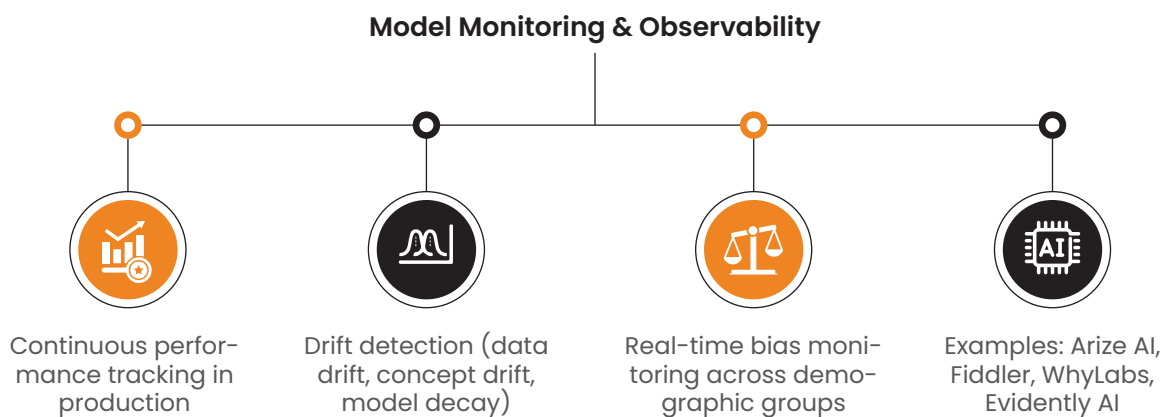 Model Monitoring & Observability
AI
Continuous perfor-
mance tracking in
production
Drift detection (data
drift, concept drift,
model decay)
Real-time bias moni-
toring across demo-
graphic groups
Examples: Arize AI,
Fiddler, WhyLabs,
Evidently AI